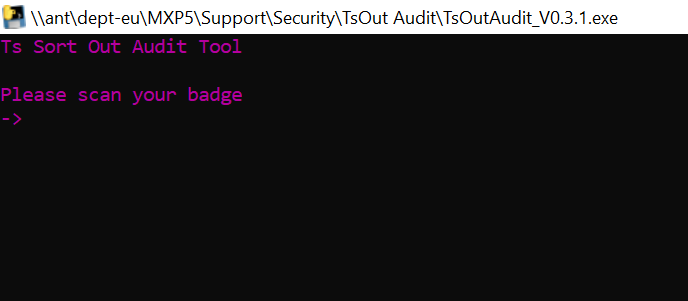 \\ant\dept-eu\MXP5\Support\Security\TsOut Audit\TsOutAudit_V0.3.1.exe
Ts Sort Out Audit Tool
Please scan your badge
->